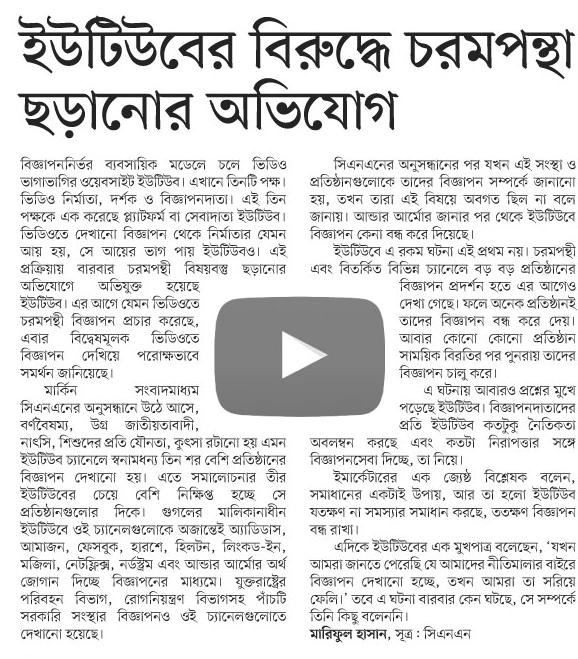 ইউটিউবের বিরুদ্ধে চরমপন্থা
ছড়ানোর অভিযোগ
বিজ্ঞাপননির্ভর ব্যবসায়িক মডেলে চলে ভিডিও
ভাগাভাগির ওয়েবসাইট ইউটিউব। এখানে তিনটি পক্ষ।
ভিডিও নির্মাতা, দর্শক ও বিজ্ঞাপনদাতা। এই তিন
পক্ষকে এক করেছে প্ল্যাটফর্ম বা সেবাদাতা ইউটিউব।
ভিডিওতে দেখানো বিজ্ঞাপন থেকে নির্মাতার যেমন
আয় হয়, সে আয়ের ভাগ পায় ইউটিউবও। এই
প্রক্রিয়ায় বারবার চরমপন্থী বিষয়বস্তু ছড়ানোর
অভিযোগে অভিযুক্ত হয়েছে
ইউটিউব। এর আগে যেমন ভিডিওতে
চরমপন্থী বিজ্ঞাপন প্রচার করেছে,
এবার বিদ্বেষমূলক ভিডিওতে
বিজ্ঞাপন দেখিয়ে পরোক্ষভাবে
সমর্থন জানিয়েছে।
মার্কিন সংবাদমাধ্যম
সিএনএনের অনুসন্ধানে উঠে আসে,
বর্ণবৈষম্য, উগ্র জাতীয়তাবাদী,
নাৎসি, শিশুদের প্রতি যৌনতা, কুৎসা রটানো হয় এমন
ইউটিউব চ্যানেলে স্বনামধন্য তিন শর বেশি প্রতিষ্ঠানের
বিজ্ঞাপন দেখানো হয়। এতে সমালোচনার তীর
ইউটিউবের চেয়ে বেশি নিক্ষিপ্ত হচ্ছে সে
প্রতিষ্ঠানগুলোর দিকে। গুগলের মালিকানাধীন
ইউটিউবে ওই চ্যানেলগুলোকে অজান্তেই অ্যাডিডাস,
আমাজন, ফেসবুক, হারশে, হিলটন, লিংকড-ইন,
মজিলা, নেটফ্লিক্স, নর্ডস্ট্রম এবং আন্ডার আর্মোর অর্থ
জোগান দিচ্ছে বিজ্ঞাপনের মাধ্যমে। যুক্তরাষ্ট্রের
পরিবহন বিভাগ, রোগনিয়ন্ত্রণ বিভাগসহ পাঁচটি
সরকারি সংস্থার বিজ্ঞাপনও ওই চ্যানেলগুলোতে
দেখানো হয়েছে।
সিএনএনের অনুসন্ধানের পর যখন এই সংস্থা ও
প্রতিষ্ঠানগুলোকে তাদের বিজ্ঞাপন সম্পর্কে জানানো
হয়, তখন তারা এই বিষয়ে অবগত ছিল না বলে
জানায়। আন্ডার আর্মোর জানার পর থেকে ইউটিউবে
বিজ্ঞাপন কেনা বন্ধ করে দিয়েছে।
ইউটিউবে এ রকম ঘটনা এই প্রথম নয়। চরমপন্থী
এবং বিতর্কিত বিভিন্ন চ্যানেলে বড় বড় প্রতিষ্ঠানের
বিজ্ঞাপন প্রদর্শন হতে এর আগেও
দেখা গেছে। ফলে অনেক প্রতিষ্ঠানই
তাদের বিজ্ঞাপন বন্ধ করে দেয়।
আবার কোনো কোনো প্রতিষ্ঠান
সাময়িক বিরতির পর পুনরায় তাদের
বিজ্ঞাপন চালু করে।
এ ঘটনায় আবারও প্রশ্নের মুখে
পড়েছে ইউটিউব। বিজ্ঞাপনদাতাদের
প্রতি ইউটিউব কতটুকু নৈতিকতা
অবলম্বন করছে এবং কতটা নিরাপত্তার সঙ্গে
বিজ্ঞাপনসেবা দিচ্ছে, তা নিয়ে।
ইমার্কেটারের এক জ্যেষ্ঠ বিশ্লেষক বলেন,
সমাধানের একটাই উপায়, আর তা হলো ইউটিউব
যতক্ষণ না সমস্যার সমাধান করছে, ততক্ষণ বিজ্ঞাপন
বন্ধ রাখা।
এদিকে ইউটিউবের এক মুখপাত্র বলেছেন, ‘যখন
আমরা জানতে পেরেছি যে আমাদের নীতিমালার বাইরে
বিজ্ঞাপন দেখানো হচ্ছে, তখন আমরা তা সরিয়ে
ফেলি।’ তবে এ ঘটনা বারবার কেন ঘটছে, সে সম্পর্কে
তিনি কিছু বলেননি।
মারিফুল হাসান, সূত্র : সিএনএন